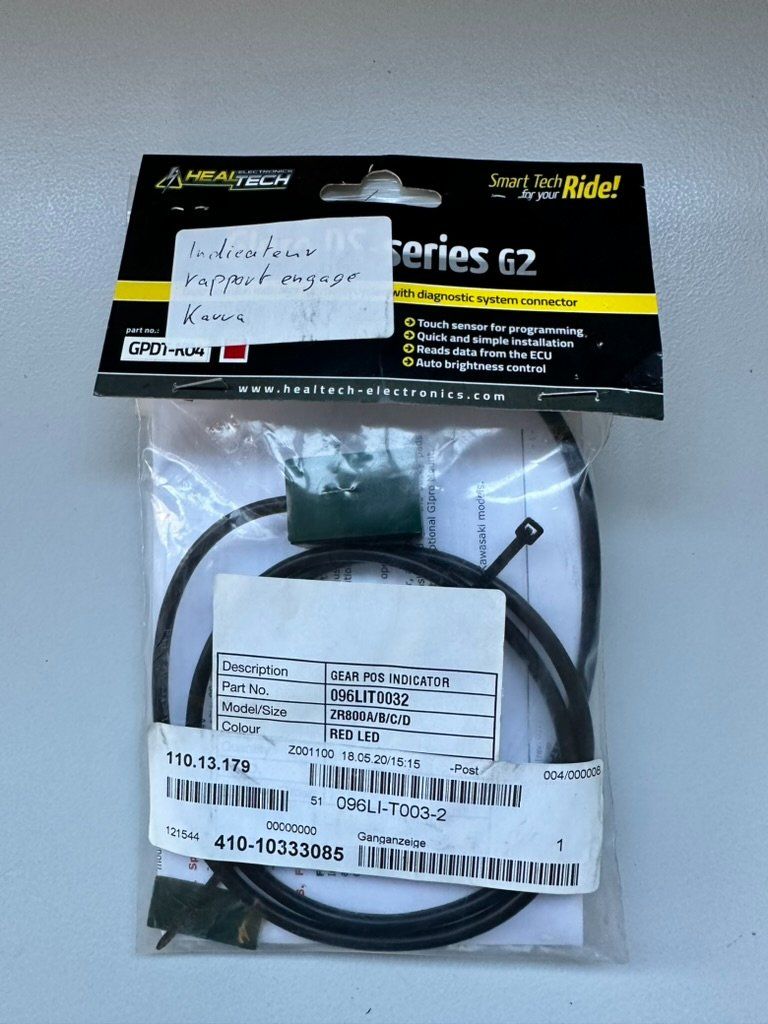 HEALTECH
ELECTRONICS
Smart Tech
for your Ride!
-series G2
Indicateur
rapport engagé
Kawa
with diagnostic system connector
part no.:
GPDT-K04
Touch sensor for programming
Quick and simple installation
Reads data from the ECU
Auto brightness control
www.healtech-electronics.com
Kawasaki models.
Description GEAR POS INDICATOR
Part No. 096LIT0032
Model/Size ZR800A/B/C/D
Colour RED LED
Z001100 18.05.20/15:15 -Post 004/000006
110.13.179
51 096LI-T003-2
00000000
121544 410-10333085 Ganganzeige 1